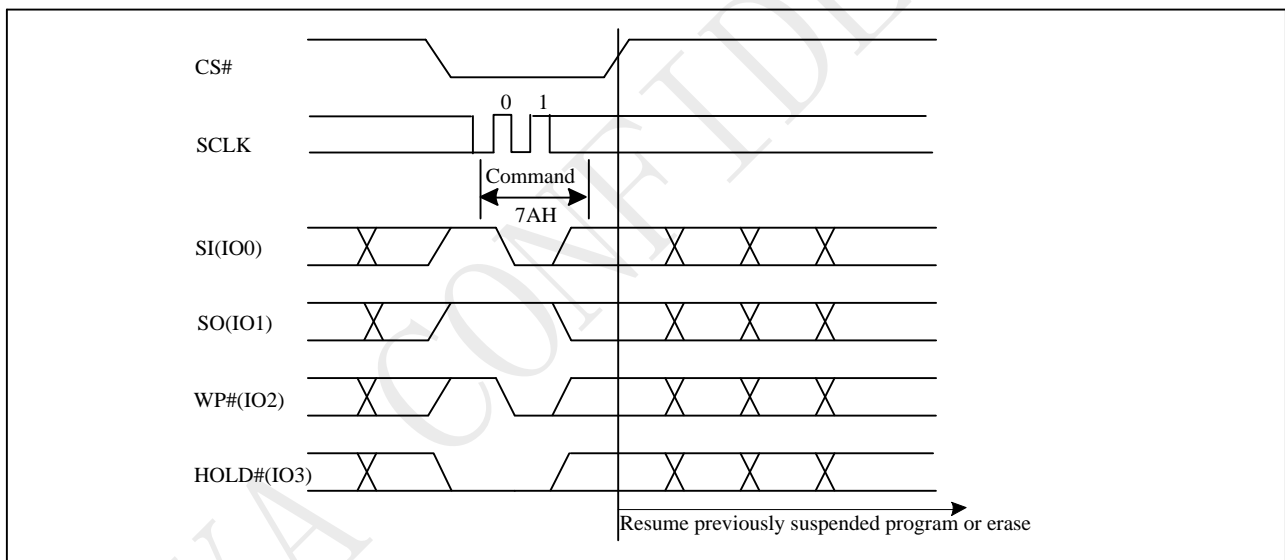 CS#
0 1
SCLK
Command
7AH
SI(IO0)
SO(IO1)
WP#(IO2)
HOLD#(IO3)
Resume previously suspended program or erase